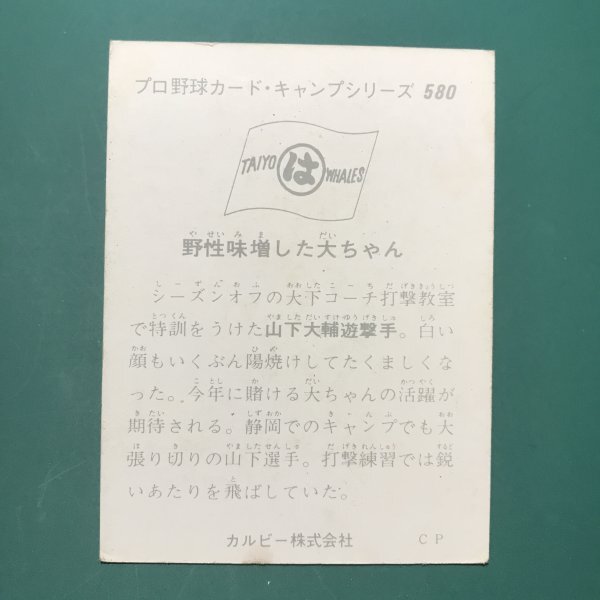 プロ野球カード・キャンプシリーズ 580
TAIYO は WHALES
野性味増した大ちゃん
シーズンオフの大下コーチ打撃教室
で特訓をうけた山下大輔遊撃手。白い
顔もいくぶん陽焼けしてたくましくな
った。今年に賭ける大ちゃんの活躍が
期待される。静岡でのキャンプでも大
張り切りの山下選手。打撃練習では鋭
いあたりを飛ばしていた。
カルビー株式会社 CP